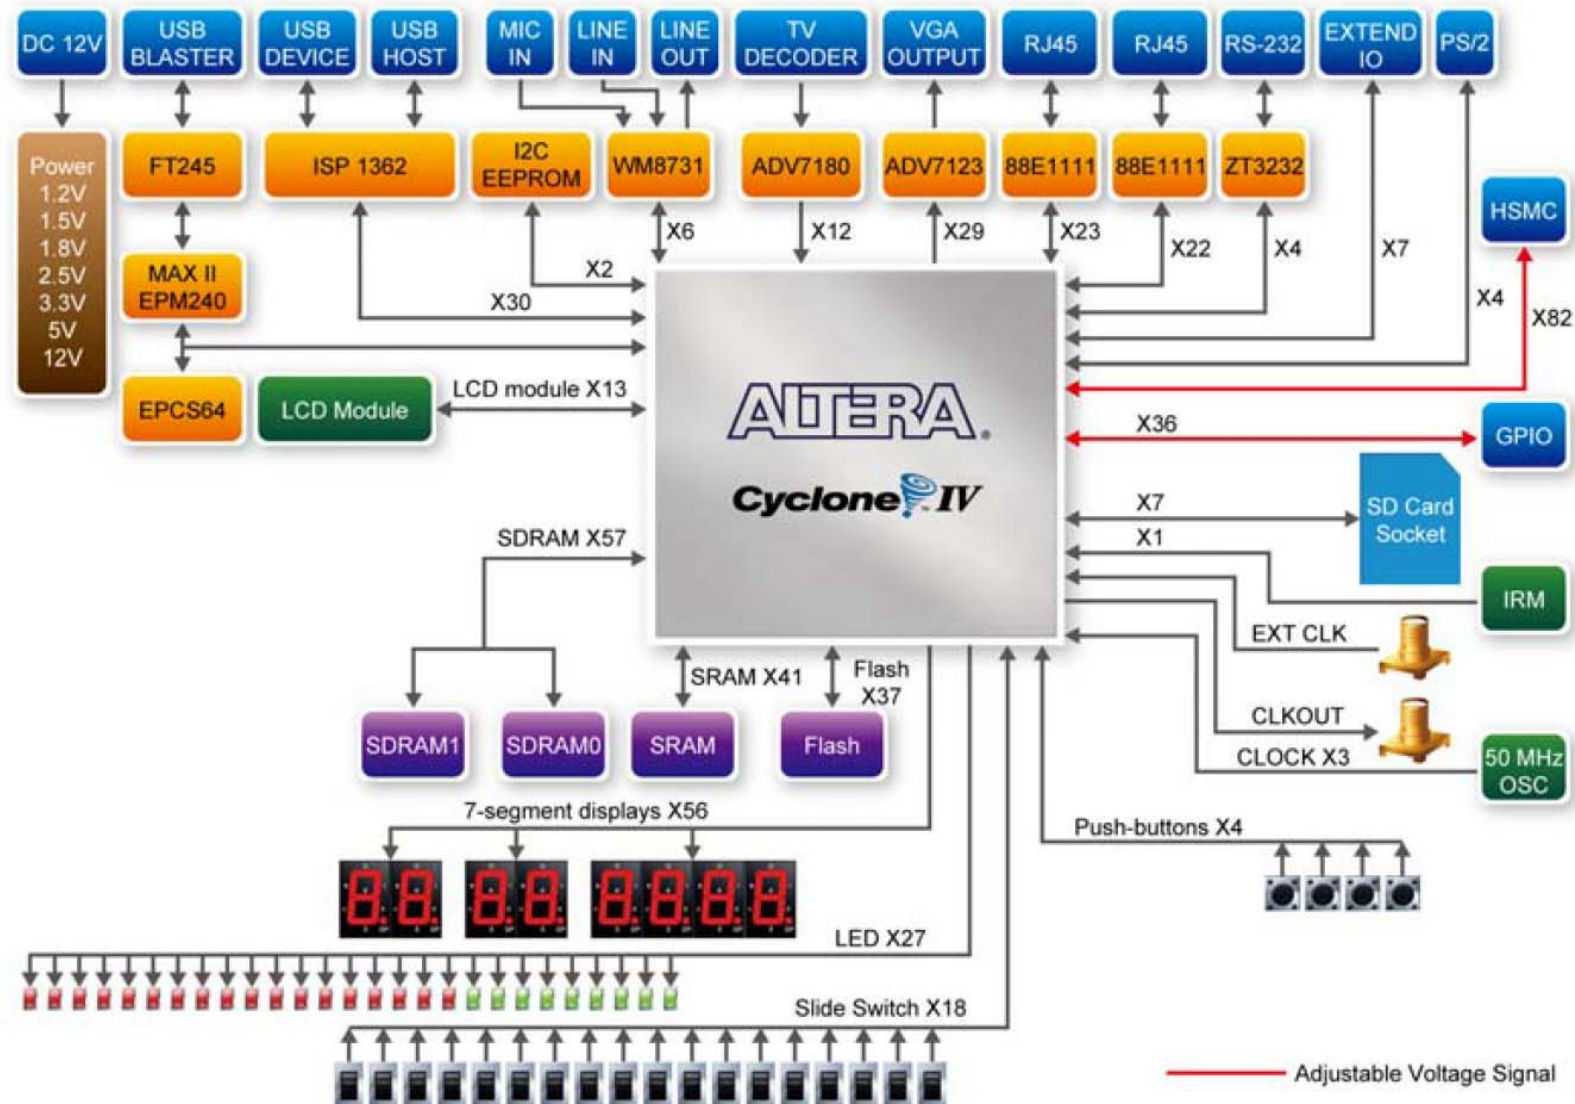 DC 12V
USB
BLASTER
USB
DEVICE
USB
HOST
MIC
IN
LINE
IN
LINE
OUT
TV
DECODER
VGA
OUTPUT
RJ45
RJ45
RS-232
EXTEND
IO
PS/2
Power
1.2V
1.5V
1.8V
2.5V
3.3V
5V
12V
FT245
ISP 1362
I2C
EEPROM
WM8731
ADV7180
ADV7123
88E1111
88E1111
ZT3232
HSMC
X6
X12
X29
X23
X22
X4
X7
X4
X82
X2
X30
MAX II
EPM240
EPCS64
LCD Module
LCD module X13
ALTERA.
Cyclone IV
X36
GPIO
X7
SD Card
Socket
X1
IRM
EXT CLK
CLKOUT
CLOCK X3
50 MHz
OSC
SDRAM X57
SRAM X41
Flash
X37
SDRAM1
SDRAM0
SRAM
Flash
7-segment displays X56
Push-buttons X4
LED X27
Slide Switch X18
Adjustable Voltage Signal